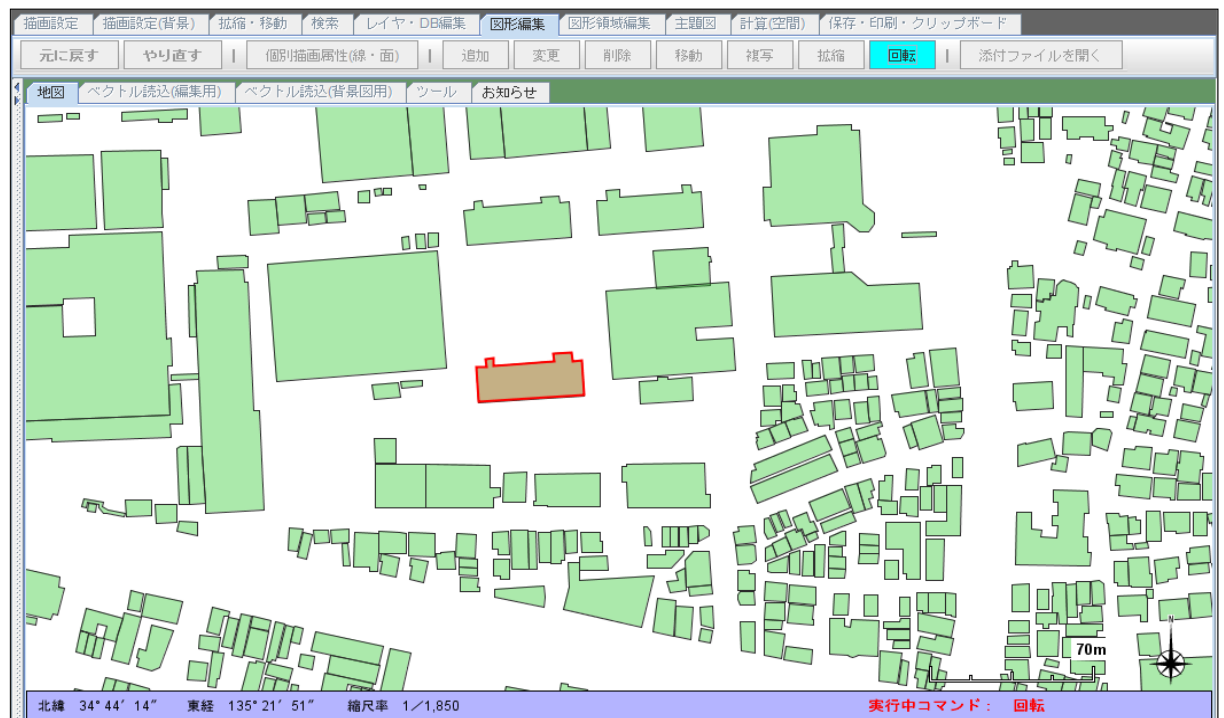 描画設定 描画設定(背景) 拡縮・移動 検索 レイヤ・DB編集 図形編集 図形領域編集 主題図 計算(空間) 保存・印刷・クリップボード
元に戻す やり直す | 個別描画属性(線・面) | 追加 変更 削除 移動 複写 拡縮 回転 | 添付ファイルを開く
地図 ベクトル読込(編集用) ベクトル読込(背景図用) ツール お知らせ
N
70m
北緯 34°44′14″ 東経 135°21′51″ 縮尺率 1/1,850 実行中コマンド: 回転